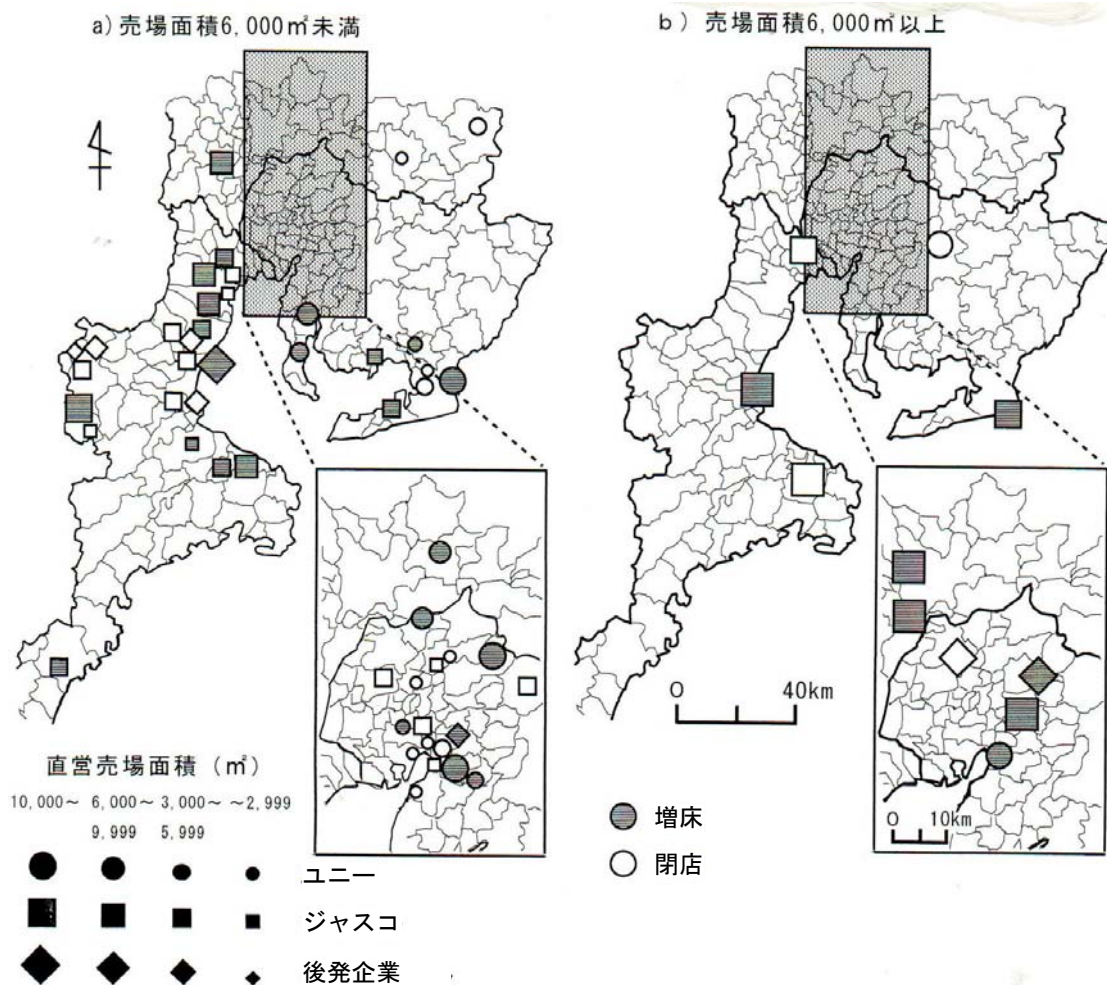 a)売場面積6,000㎡未満
b) 売場面積6,000㎡以上
0 40km
0 10km
直営売場面積 (㎡)
10,000~ 6,000~ 3,000~ ~2,999
9,999 5,999
ユニー
ジャスコ
後発企業
増床
閉店